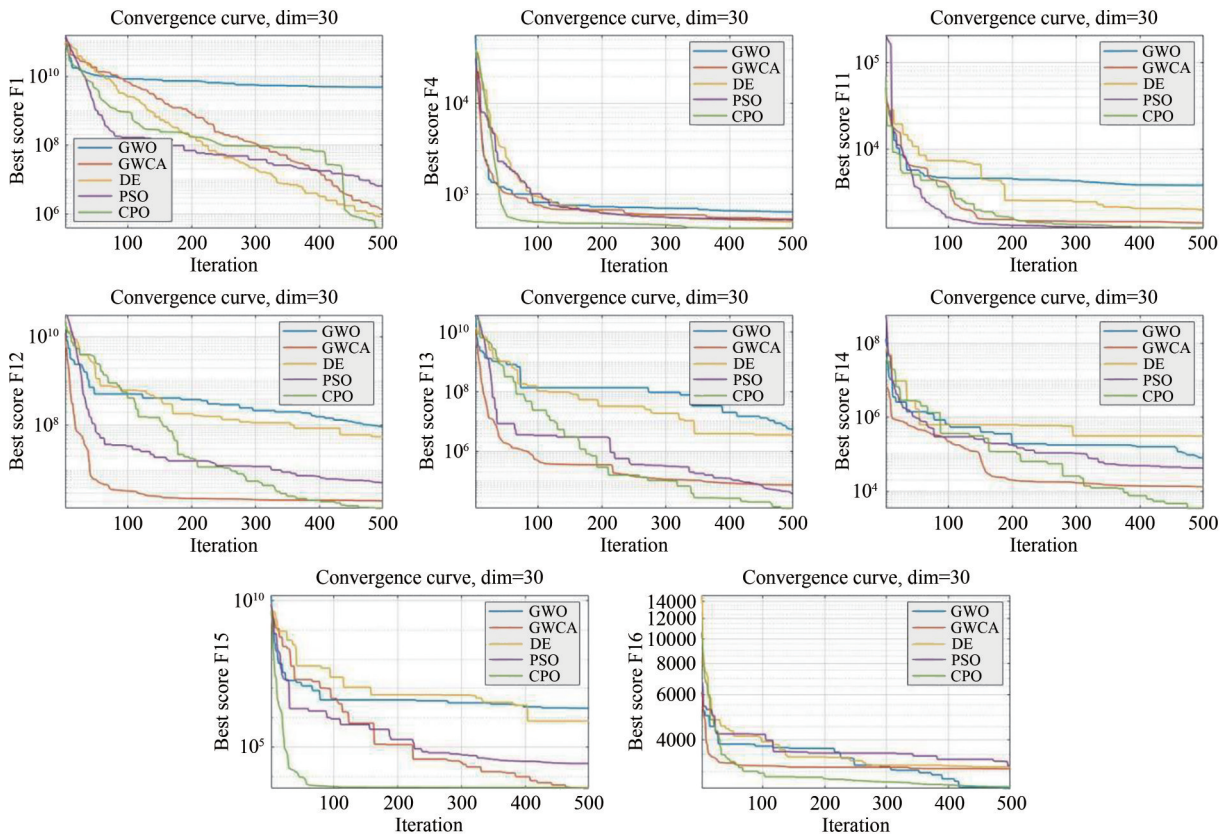 Convergence curve, dim=30
Best score F1
10^10
10^8
10^6
GWO
GWCA
DE
PSO
CPO
100 200 300 400 500
Iteration
Convergence curve, dim=30
Best score F4
10^4
10^3
GWO
GWCA
DE
PSO
CPO
100 200 300 400 500
Iteration
Convergence curve, dim=30
Best score F11
10^5
10^4
GWO
GWCA
DE
PSO
CPO
100 200 300 400 500
Iteration
Convergence curve, dim=30
Best score F12
10^10
10^8
GWO
GWCA
DE
PSO
CPO
100 200 300 400 500
Iteration
Convergence curve, dim=30
Best score F13
10^10
10^8
10^6
GWO
GWCA
DE
PSO
CPO
100 200 300 400 500
Iteration
Convergence curve, dim=30
Best score F14
10^8
10^6
10^4
GWO
GWCA
DE
PSO
CPO
100 200 300 400 500
Iteration
Convergence curve, dim=30
Best score F15
10^10
10^5
GWO
GWCA
DE
PSO
CPO
100 200 300 400 500
Iteration
Convergence curve, dim=30
Best score F16
14000
12000
10000
8000
6000
4000
GWO
GWCA
DE
PSO
CPO
100 200 300 400 500
Iteration